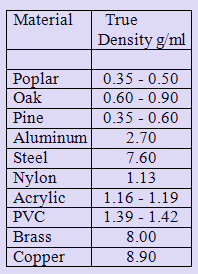 Material True
Density g/ml
Poplar 0.35 - 0.50
Oak 0.60 - 0.90
Pine 0.35 - 0.60
Aluminum 2.70
Steel 7.60
Nylon 1.13
Acrylic 1.16 - 1.19
PVC 1.39 - 1.42
Brass 8.00
Copper 8.90